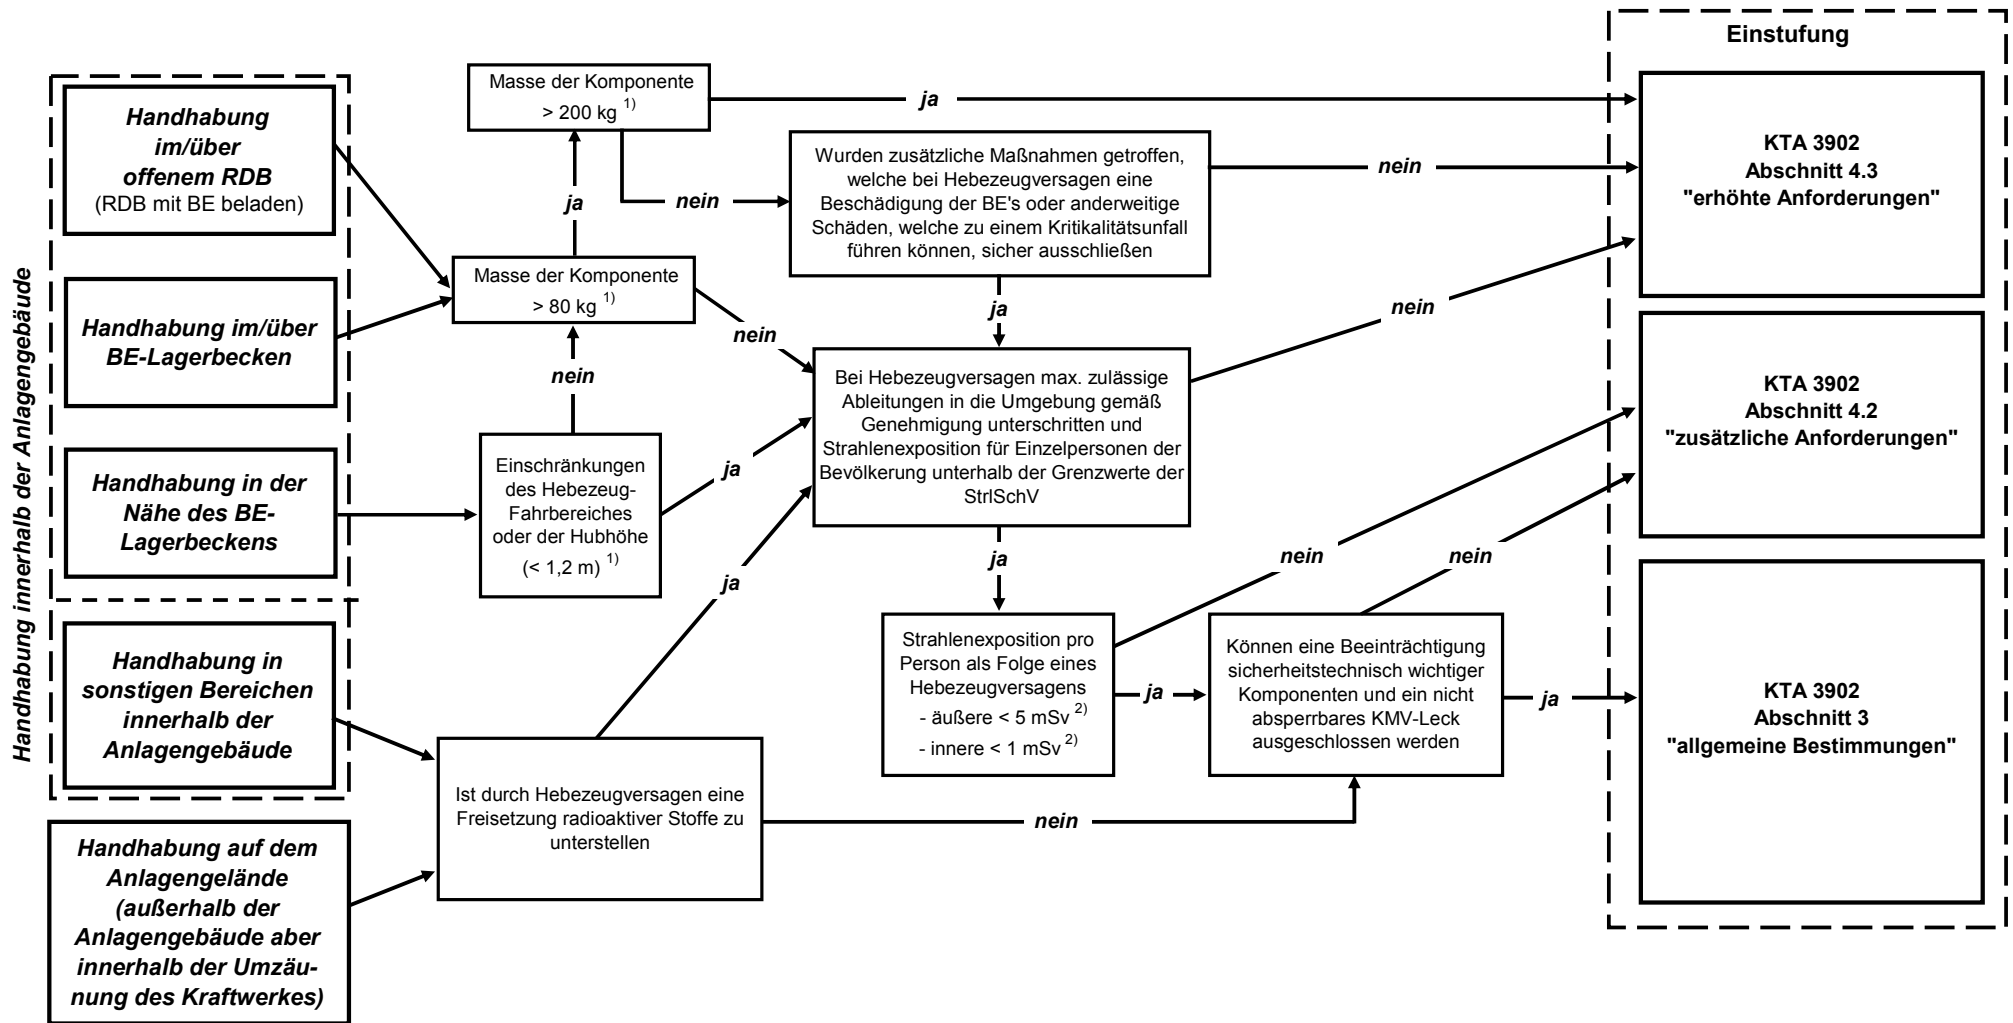 Einstufung
Handhabung innerhalb der Anlagengebäude
Handhabung
im/über
offenem RDB
(RDB mit BE beladen)
Handhabung im/über
BE-Lagerbecken
Handhabung in der
Nähe des BE-
Lagerbeckens
Handhabung in
sonstigen Bereichen
innerhalb der
Anlagengebäude
Handhabung auf dem
Anlagengelände
(außerhalb der
Anlagengebäude aber
innerhalb der Umzäu-
nung des Kraftwerkes)
Masse der Komponente
> 200 kg 1)
ja
nein
ja
Masse der Komponente
> 80 kg 1)
nein
nein
Einschränkungen
des Hebezeug-
Fahrbereiches
oder der Hubhöhe
(< 1,2 m) 1)
ja
ja
Ist durch Hebezeugversagen eine
Freisetzung radioaktiver Stoffe zu
unterstellen
nein
Wurden zusätzliche Maßnahmen getroffen,
welche bei Hebezeugversagen eine
Beschädigung der BE's oder anderweitige
Schäden, welche zu einem Kritikalitätsunfall
führen können, sicher ausschließen
nein
ja
Bei Hebezeugversagen max. zulässige
Ableitungen in die Umgebung gemäß
Genehmigung unterschritten und
Strahlenexposition für Einzelpersonen der
Bevölkerung unterhalb der Grenzwerte der
StrlSchV
nein
ja
Strahlenexposition pro
Person als Folge eines
Hebezeugversagens
- äußere < 5 mSv 2)
- innere < 1 mSv 2)
nein
ja
Können eine Beeinträchtigung
sicherheitstechnisch wichtiger
Komponenten und ein nicht
absperrbares KMV-Leck
ausgeschlossen werden
nein
ja
KTA 3902
Abschnitt 4.3
"erhöhte Anforderungen"
KTA 3902
Abschnitt 4.2
"zusätzliche Anforderungen"
KTA 3902
Abschnitt 3
"allgemeine Bestimmungen"